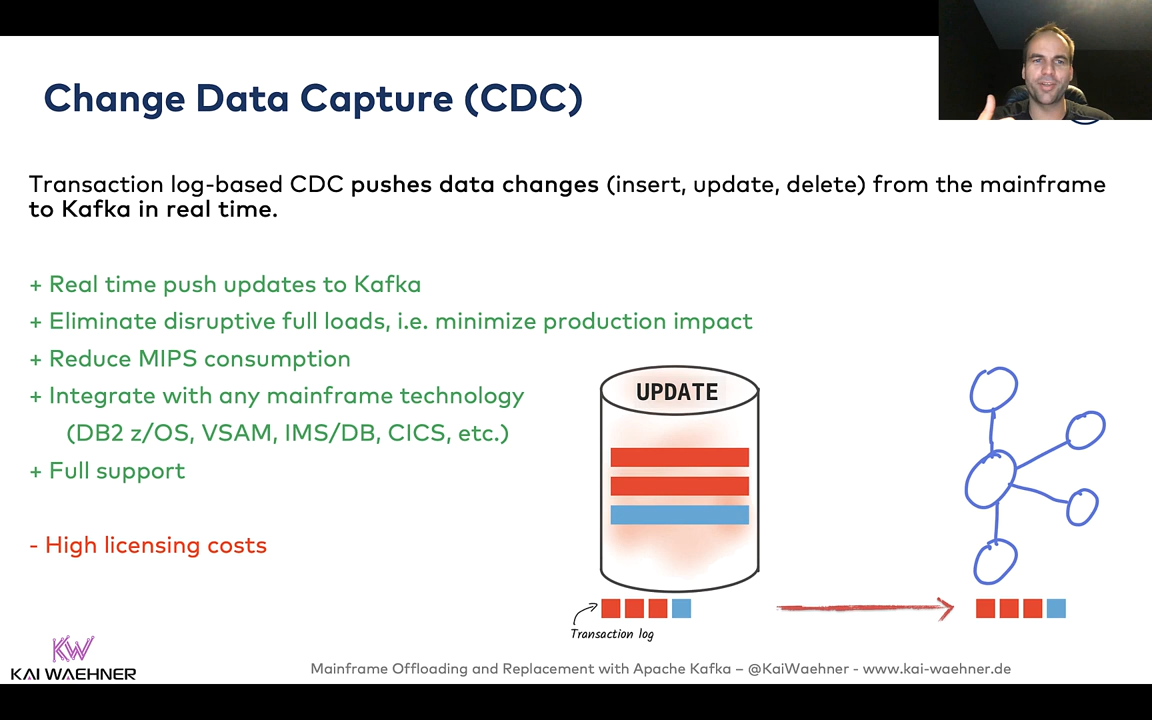 Change Data Capture (CDC)
Transaction log-based CDC pushes data changes (insert, update, delete) from the mainframe
to Kafka in real time.
+ Real time push updates to Kafka
+ Eliminate disruptive full loads, i.e. minimize production impact
+ Reduce MIPS consumption
+ Integrate with any mainframe technology
(DB2 z/OS, VSAM, IMS/DB, CICS, etc.)
+ Full support
- High licensing costs
UPDATE
Transaction log
KW
KAI WAEHNER
Mainframe Offloading and Replacement with Apache Kafka – @KaiWaehner - www.kai-waehner.de